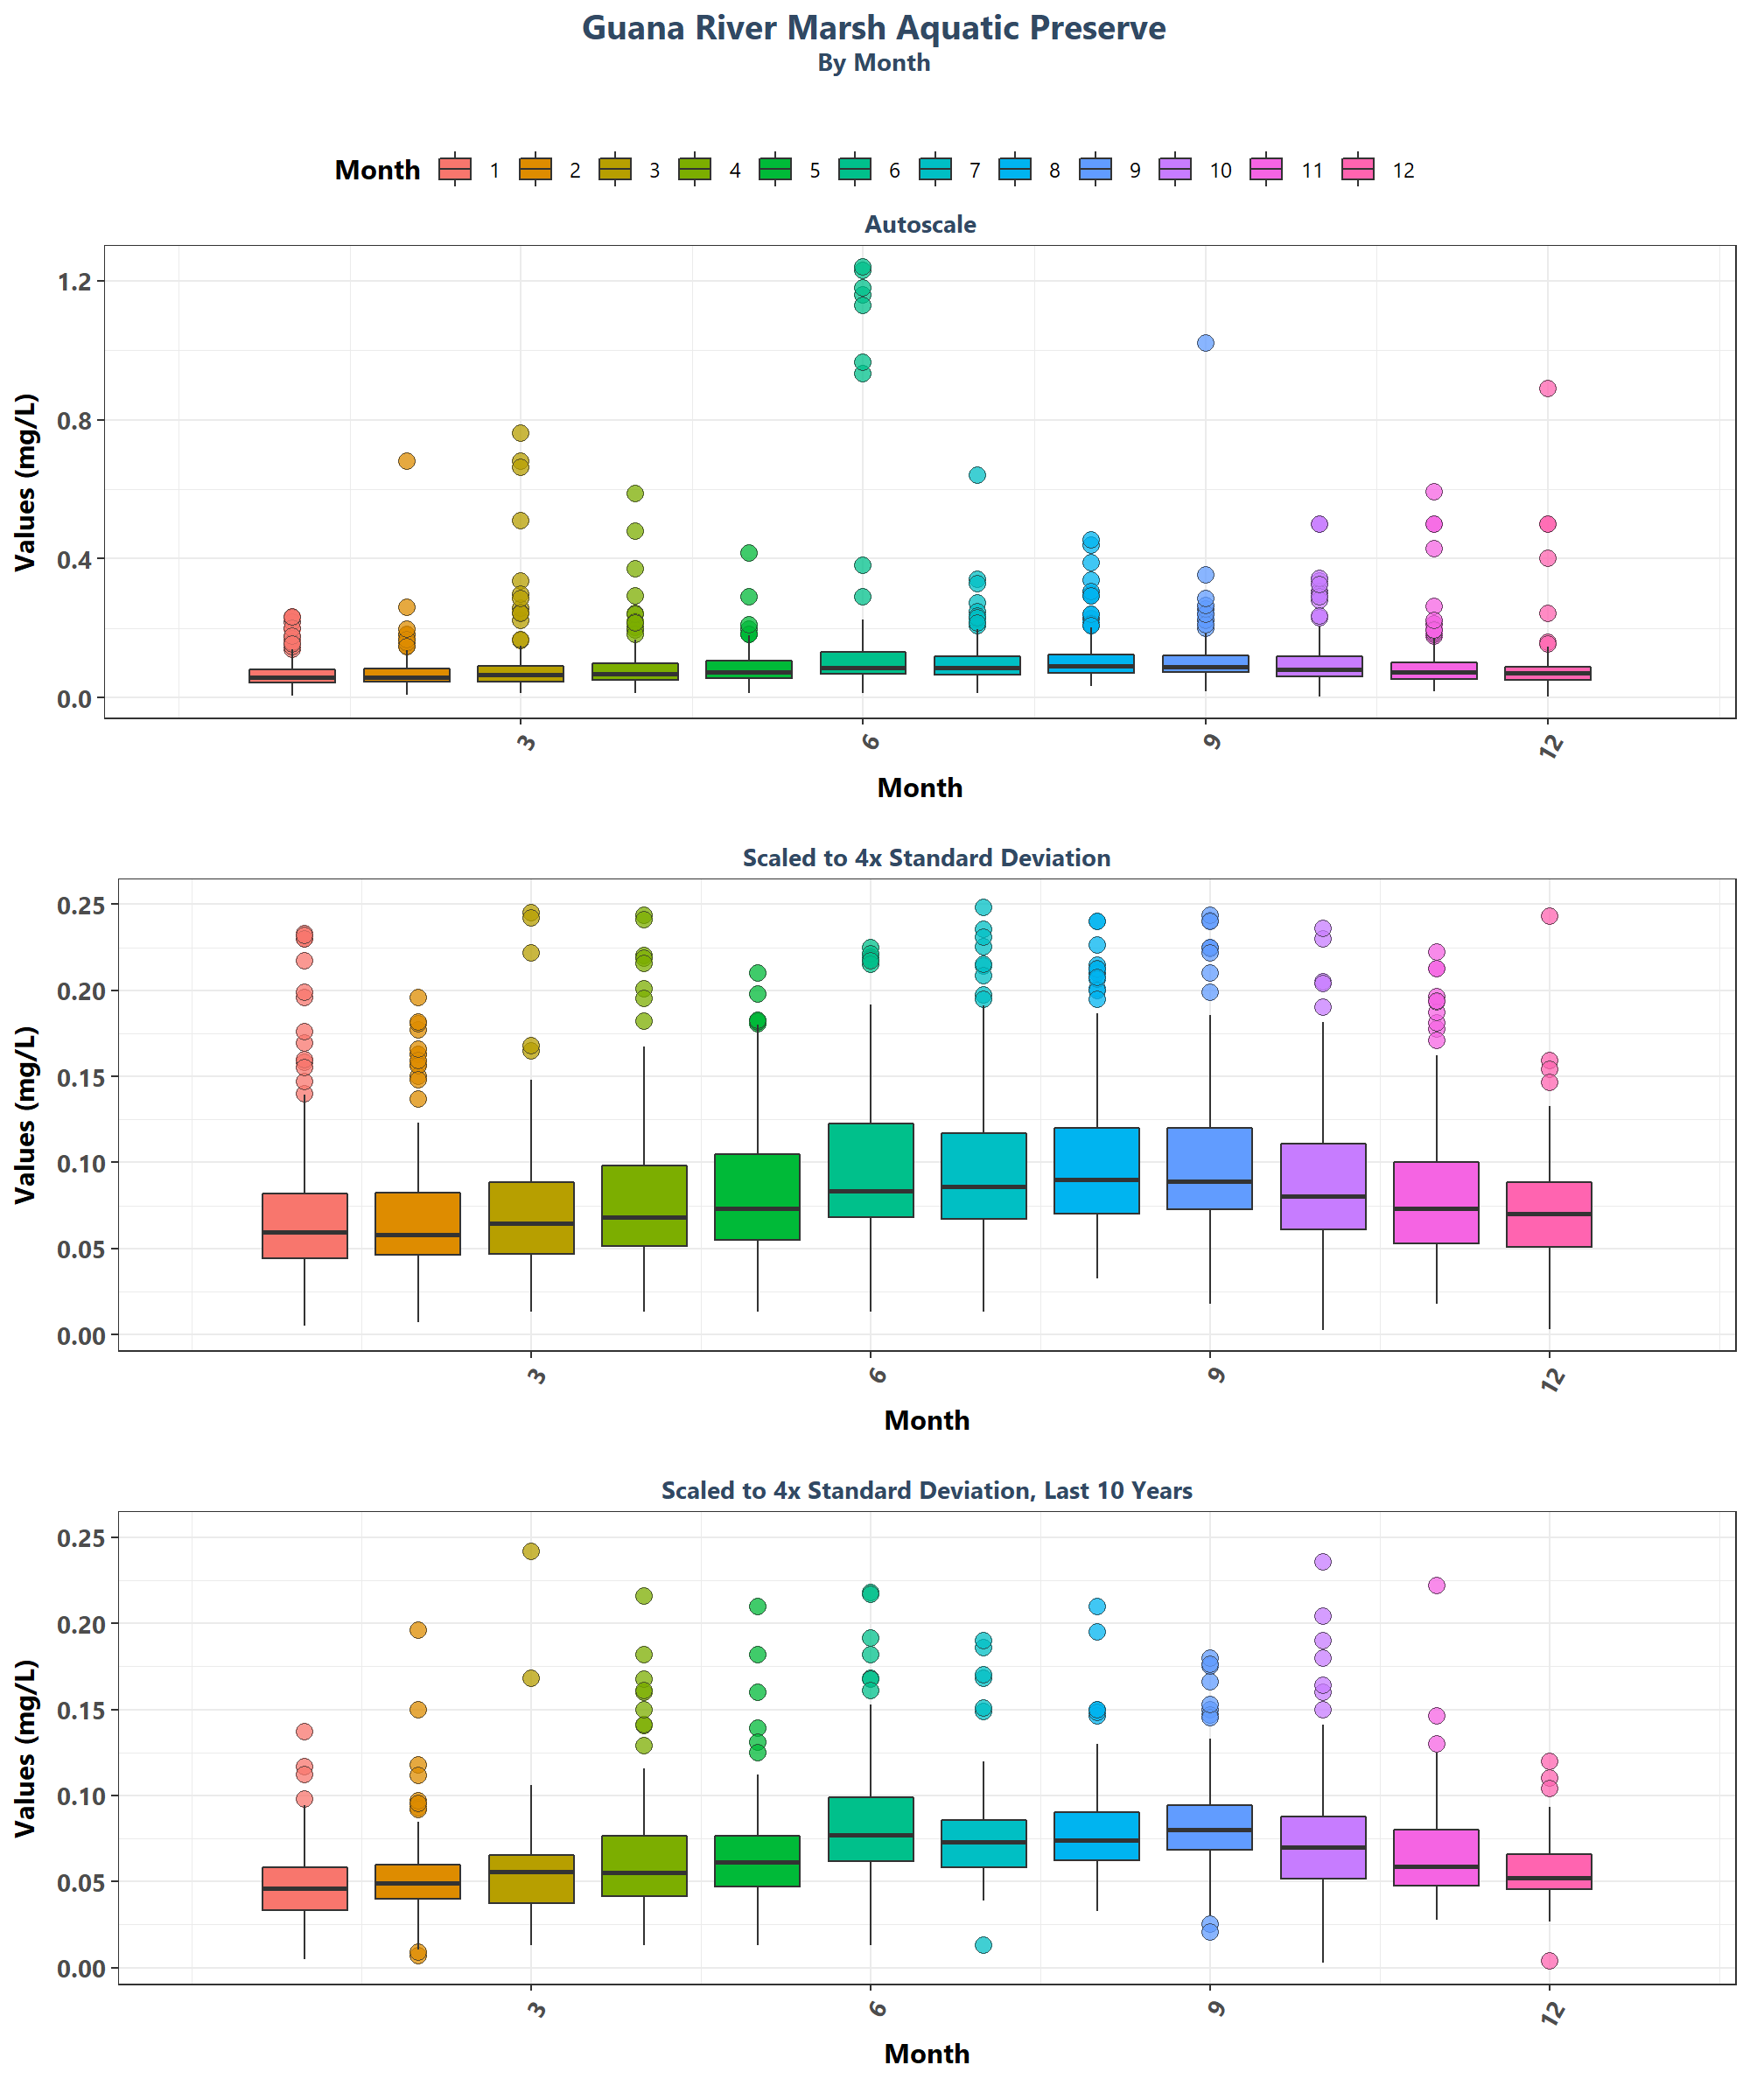 Guana River Marsh Aquatic Preserve
By Month
Month 1 2 3 4 5 6 7 8 9 10 11 12
Autoscale
Values (mg/L)
1.2
0.8
0.4
0.0
3 6 9 12
Month
Scaled to 4x Standard Deviation
Values (mg/L)
0.25
0.20
0.15
0.10
0.05
0.00
3 6 9 12
Month
Scaled to 4x Standard Deviation, Last 10 Years
Values (mg/L)
0.25
0.20
0.15
0.10
0.05
0.00
3 6 9 12
Month